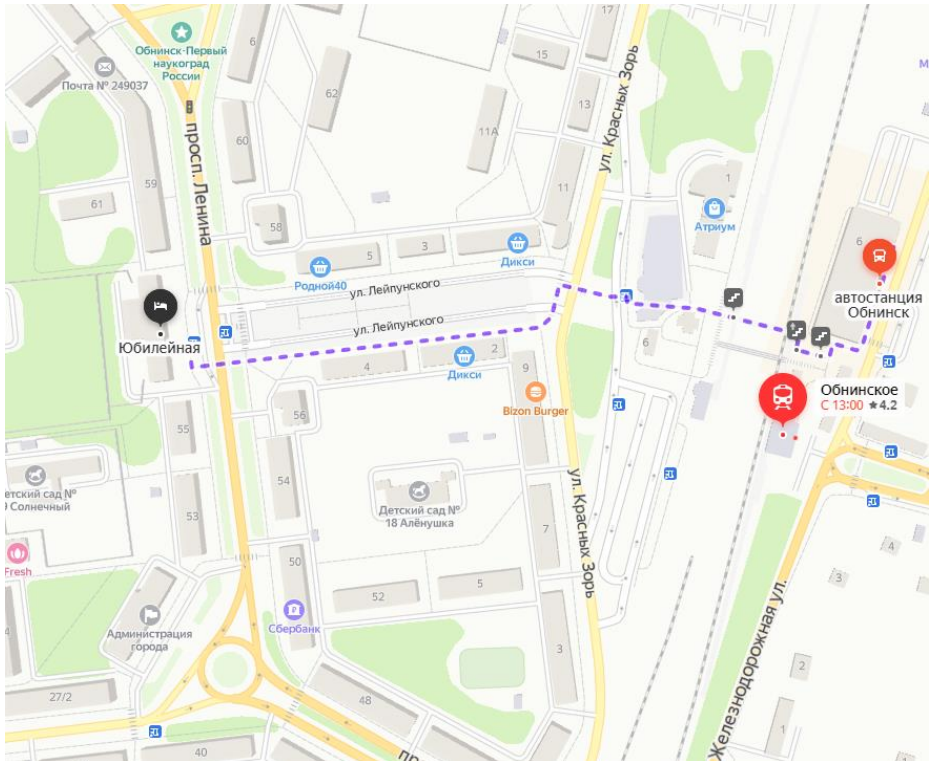 17
Обнинск-Первый
наукоград
России
6
15
Почта № 249037
62
13
ул. Красных Зорь
просп. Ленина
60
11А
59
11
1
61
Атриум
58
5
3
Дикси
6
Родной40
ул. Лейпунского
автостанция
Обнинск
ул. Лейпунского
Юбилейная
2
6
4
Дикси
9
Обнинское
С 13:00 ★4.2
Bizon Burger
56
55
ул. Красных Зорь
54
Детский сад №
18 Алёнушка
Солнечный
53
7
4
Fresh
50
5
3
52
Железнодорожная ул.
Сбербанк
Администрация
города
3
2
27/2
48
1
40